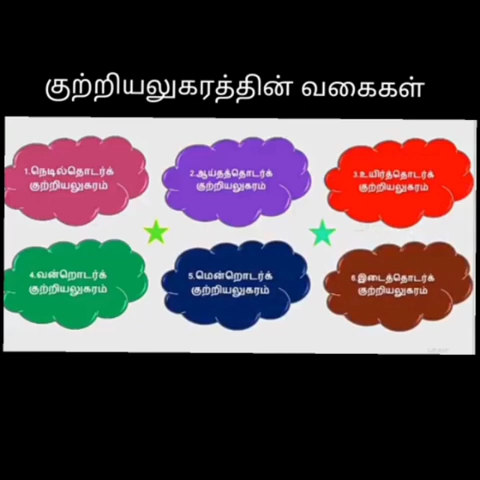 குற்றியலுகரத்தின் வகைகள்
1.நெடில்தொடர்க்
குற்றியலுகரம்
2.ஆய்தத்தொடர்க்
குற்றியலுகரம்
3.உயிர்த்தொடர்க்
குற்றியலுகரம்
4.வன்றொடர்க்
குற்றியலுகரம்
5.மென்றொடர்க்
குற்றியலுகரம்
6.இடைத்தொடர்க்
குற்றியலுகரம்